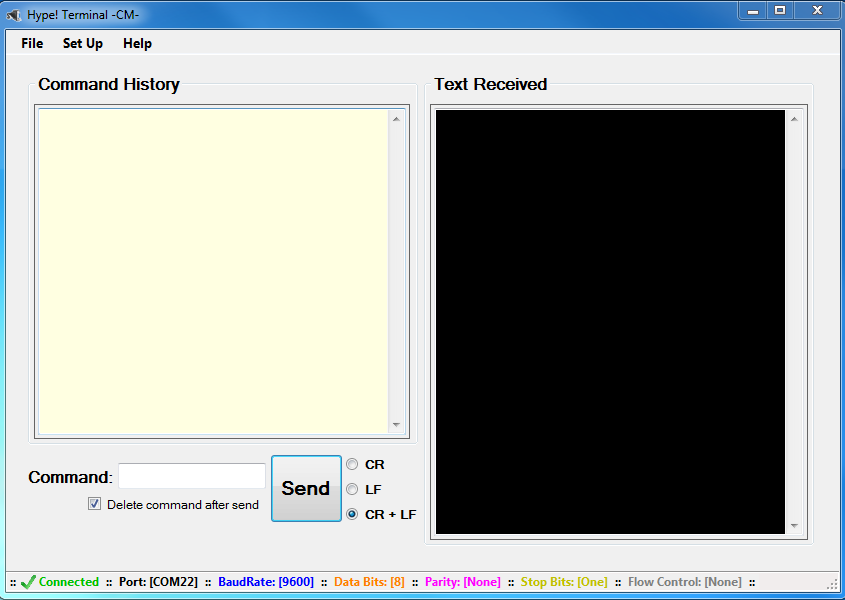 Hype! Terminal -CM-
File Set Up Help
Command History
Text Received
Command:
Send
CR
LF
CR + LF
Delete command after send
:: Connected :: Port: [COM22] :: BaudRate: [9600] :: Data Bits: [8] :: Parity: [None] :: Stop Bits: [One] :: Flow Control: [None] ::